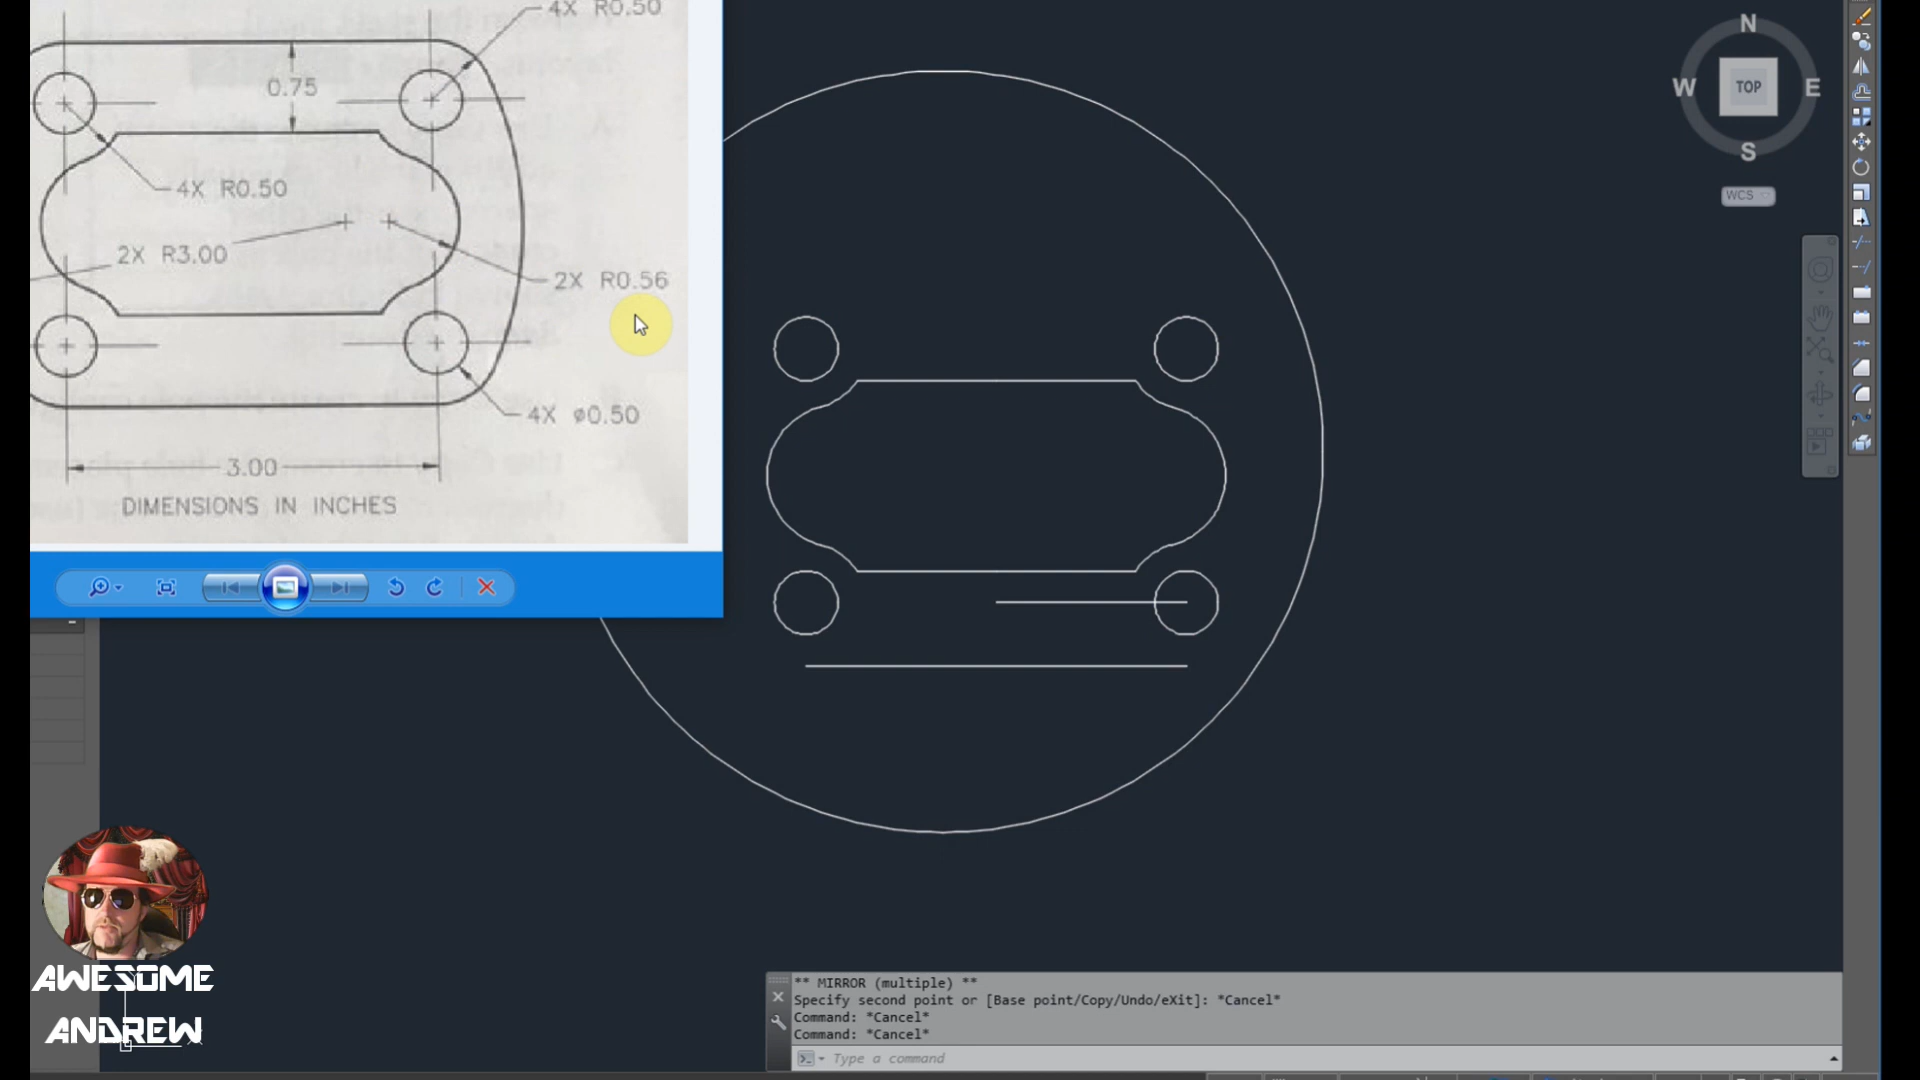 4X R0.50
0.75
4X R0.50
2X R3.00
2X R0.56
4X ø0.50
3.00
DIMENSIONS IN INCHES
N
W
TOP
E
S
WCS
** MIRROR (multiple) **
Specify second point or [Base point/Copy/Undo/eXit]: *Cancel*
Command: *Cancel*
Command: *Cancel*
Type a command
AWESOME
ANDREW